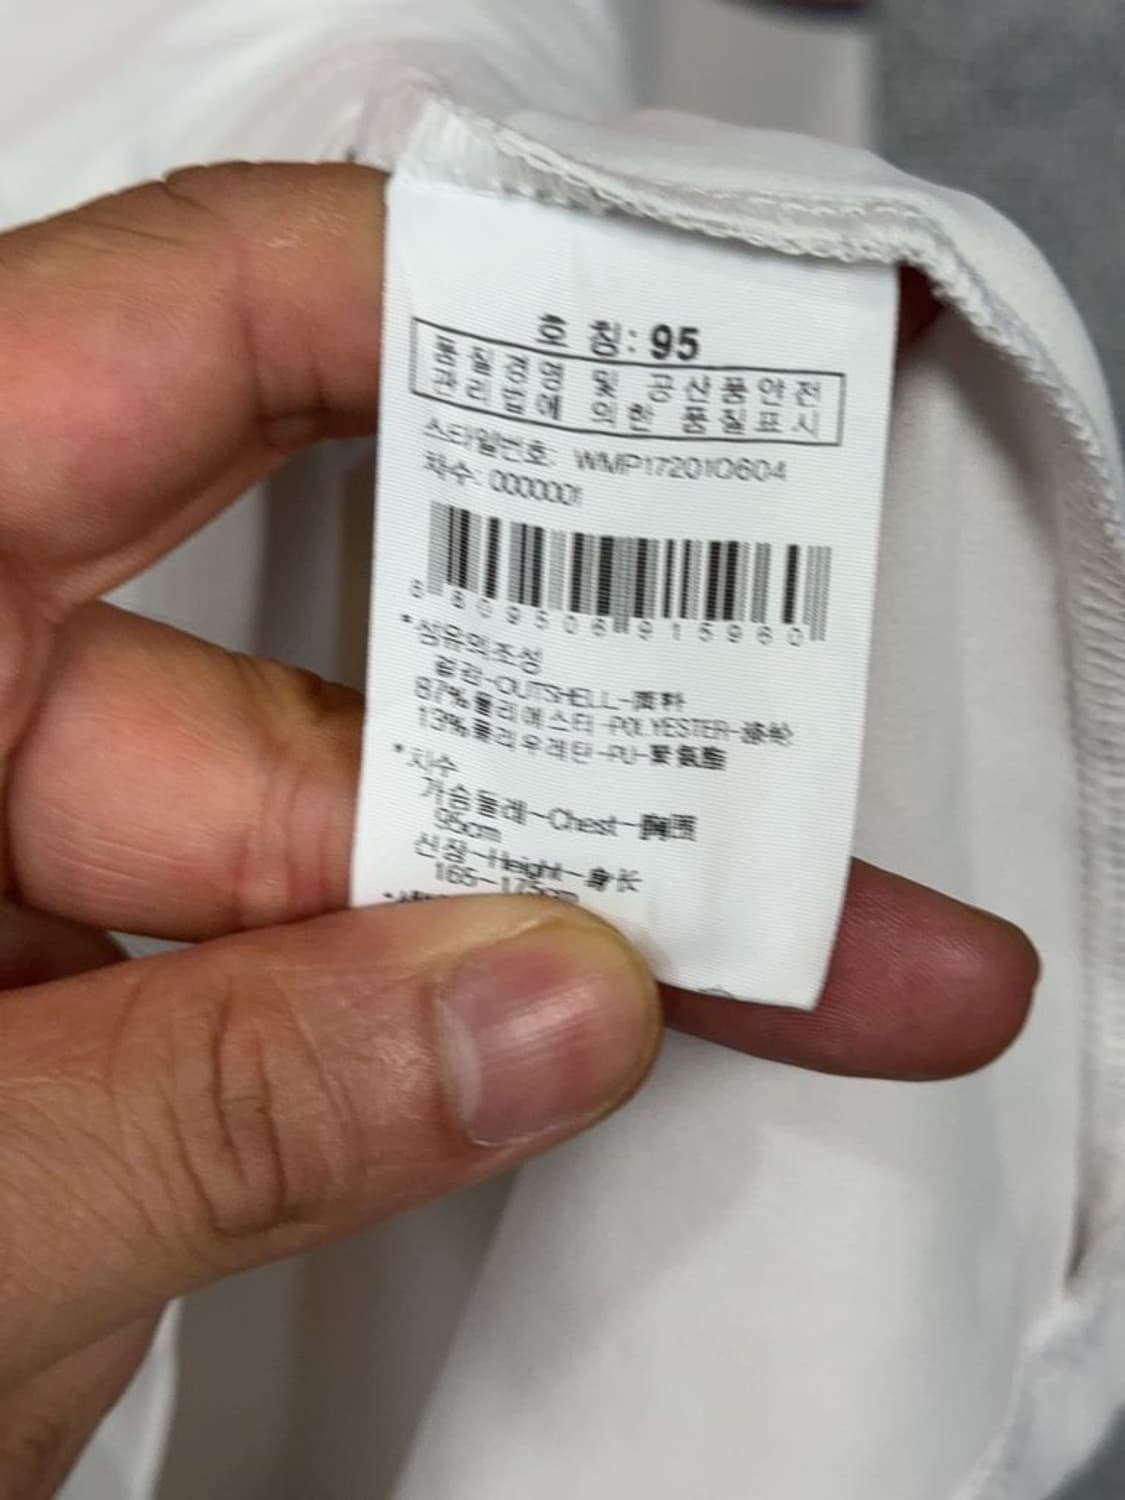 호 칭: 95
품 질 경 영 및 공 산 품 안 전
관 리 법 에 의 한 품 질 표 시
스타일번호: WMP17201O604
차수: 0000001
8 809506 915960
*섬유의조성
겉감-OUTSHELL-面料
87%폴리에스터-POLYESTER-涤纶
13%폴리우레탄-PU-聚氨酯
*치수
가슴둘레-Chest-胸围
95cm
신장-Height-身长
165-175cm